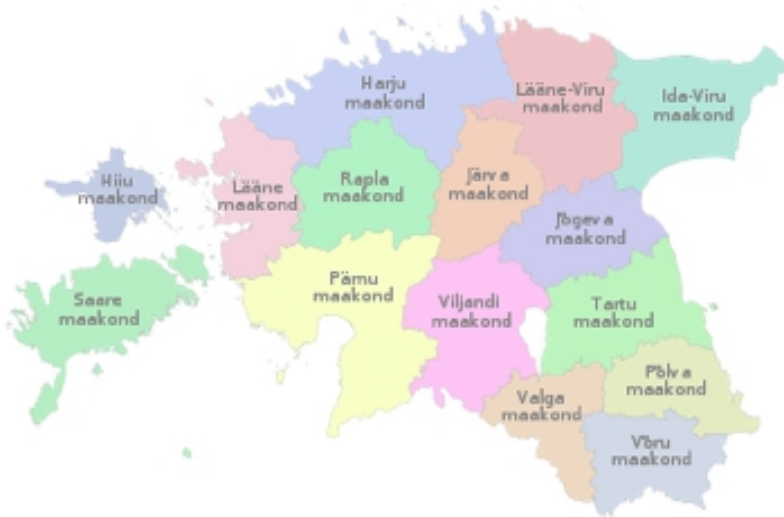 Harju
maakond
Lääne-Viru
maakond
Ida-Viru
maakond
Hiiu
maakond
Lääne
maakond
Rapla
maakond
Järva
maakond
Jõgeva
maakond
Saare
maakond
Pärnu
maakond
Viljandi
maakond
Tartu
maakond
Valga
maakond
Põlva
maakond
Võru
maakond